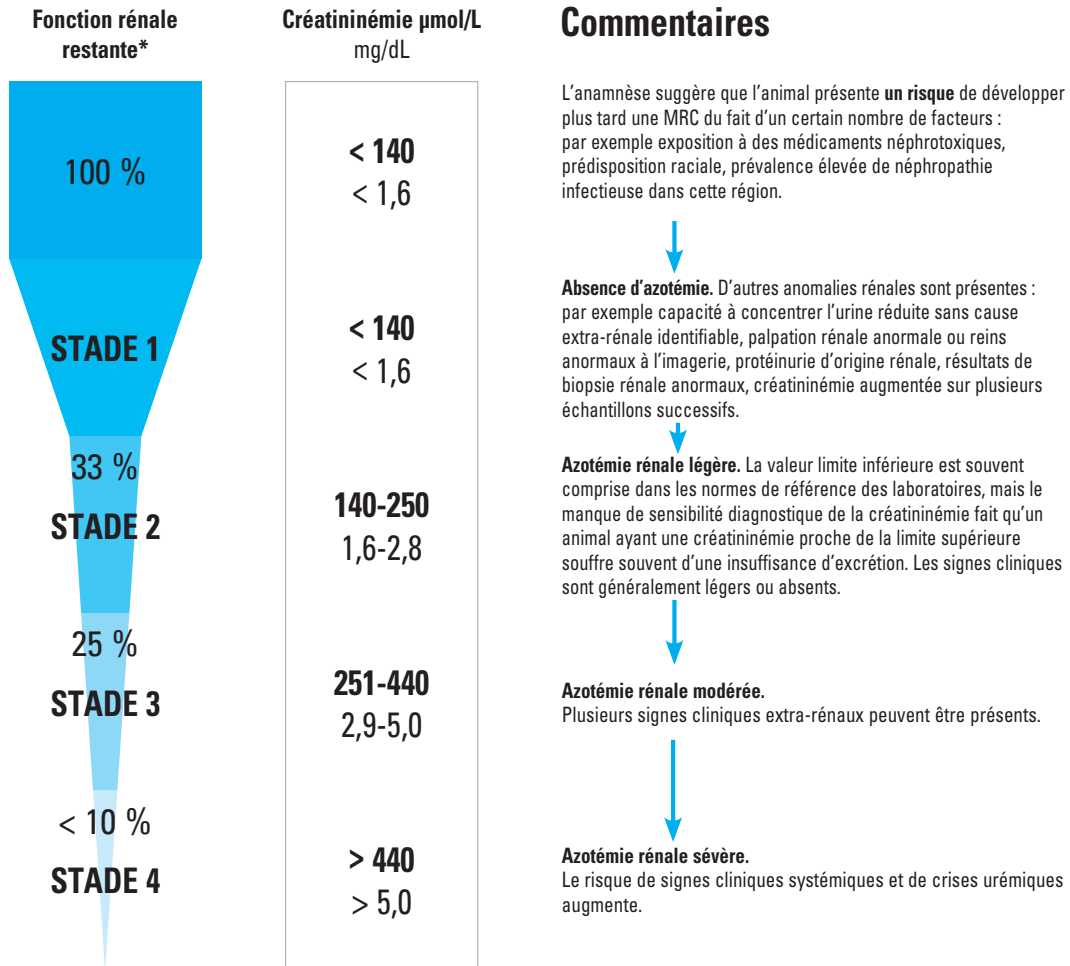 Fonction rénale
restante*
Créatininémie µmol/L
mg/dL
Commentaires
100 %
< 140
< 1,6
L'anamnèse suggère que l'animal présente un risque de développer
plus tard une MRC du fait d'un certain nombre de facteurs :
par exemple exposition à des médicaments néphrotoxiques,
prédisposition raciale, prévalence élevée de néphropathie
infectieuse dans cette région.
STADE 1
< 140
< 1,6
Absence d'azotémie. D'autres anomalies rénales sont présentes :
par exemple capacité à concentrer l'urine réduite sans cause
extra-rénale identifiable, palpation rénale anormale ou reins
anormaux à l'imagerie, protéinurie d'origine rénale, résultats de
biopsie rénale anormaux, créatininémie augmentée sur plusieurs
échantillons successifs.
33 %
STADE 2
140-250
1,6-2,8
Azotémie rénale légère. La valeur limite inférieure est souvent
comprise dans les normes de référence des laboratoires, mais le
manque de sensibilité diagnostique de la créatininémie fait qu'un
animal ayant une créatininémie proche de la limite supérieure
souffre souvent d'une insuffisance d'excrétion. Les signes cliniques
sont généralement légers ou absents.
25 %
STADE 3
251-440
2,9-5,0
Azotémie rénale modérée.
Plusieurs signes cliniques extra-rénaux peuvent être présents.
< 10 %
STADE 4
> 440
> 5,0
Azotémie rénale sévère.
Le risque de signes cliniques systémiques et de crises urémiques
augmente.